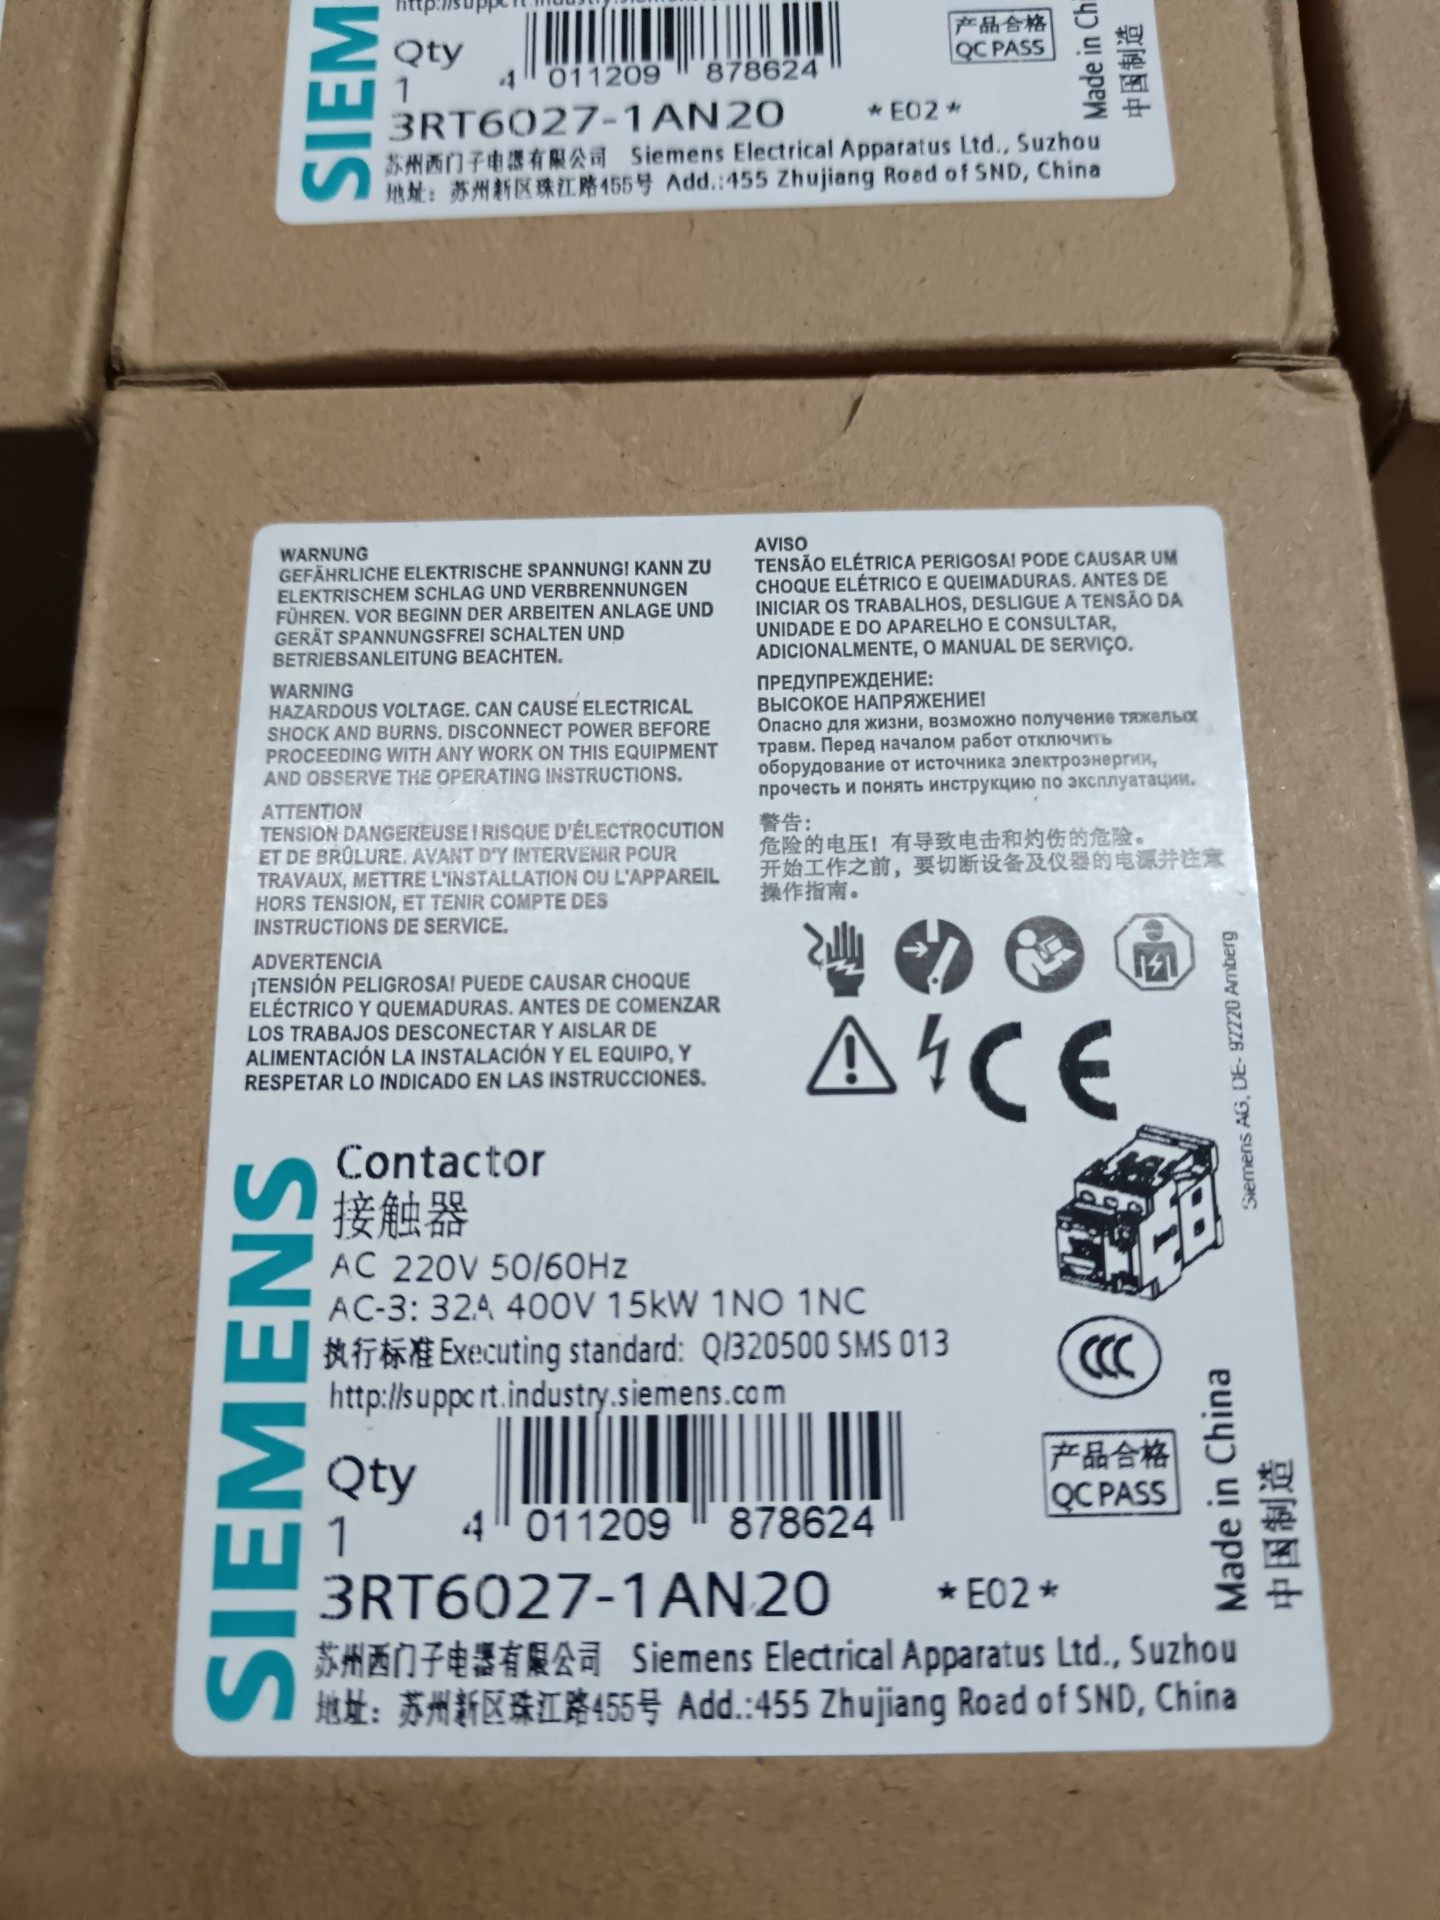 SIEM
http://suppcrt.industry.siemens
Qty
1
4 011209 878624
产品合格
QC PASS
Made in Ch
中国制造
3RT6027-1AN20 *E02*
苏州西门子电器有限公司 Siemens Electrical Apparatus Ltd., Suzhou
地址: 苏州新区珠江路455号 Add.:455 Zhujiang Road of SND, China
WARNUNG
GEFÄHRLICHE ELEKTRISCHE SPANNUNG! KANN ZU
ELEKTRISCHEM SCHLAG UND VERBRENNUNGEN
FÜHREN. VOR BEGINN DER ARBEITEN ANLAGE UND
GERÄT SPANNUNGSFREI SCHALTEN UND
BETRIEBSANLEITUNG BEACHTEN.
WARNING
HAZARDOUS VOLTAGE. CAN CAUSE ELECTRICAL
SHOCK AND BURNS. DISCONNECT POWER BEFORE
PROCEEDING WITH ANY WORK ON THIS EQUIPMENT
AND OBSERVE THE OPERATING INSTRUCTIONS.
ATTENTION
TENSION DANGEREUSE ! RISQUE D'ÉLECTROCUTION
ET DE BRÛLURE. AVANT D'Y INTERVENIR POUR
TRAVAUX, METTRE L'INSTALLATION OU L'APPAREIL
HORS TENSION, ET TENIR COMPTE DES
INSTRUCTIONS DE SERVICE.
ADVERTENCIA
¡TENSIÓN PELIGROSA! PUEDE CAUSAR CHOQUE
ELÉCTRICO Y QUEMADURAS. ANTES DE COMENZAR
LOS TRABAJOS DESCONECTAR Y AISLAR DE
ALIMENTACIÓN LA INSTALACIÓN Y EL EQUIPO, Y
RESPETAR LO INDICADO EN LAS INSTRUCCIONES.
AVISO
TENSÃO ELÉTRICA PERIGOSA! PODE CAUSAR UM
CHOQUE ELÉTRICO E QUEIMADURAS. ANTES DE
INICIAR OS TRABALHOS, DESLIGUE A TENSÃO DA
UNIDADE E DO APARELHO E CONSULTAR,
ADICIONALMENTE, O MANUAL DE SERVIÇO.
ПРЕДУПРЕЖДЕНИЕ:
ВЫСОКОЕ НАПРЯЖЕНИЕ!
Опасно для жизни, возможно получение тяжелых
травм. Перед началом работ отключить
оборудование от источника электроэнергии,
прочесть и понять инструкцию по эксплуатации.
警告:
危险的电压! 有导致电击和灼伤的危险。
开始工作之前, 要切断设备及仪器的电源并注意
操作指南。
CE
Siemens AG, DE- 92220 Amberg
SIEMENS
Contactor
接触器
AC 220V 50/60Hz
AC-3: 32A 400V 15kW 1NO 1NC
执行标准 Executing standard: Q/320500 SMS 013
http://suppcrt.industry.siemens.com
CCC
Qty
1
4 011209 878624
产品合格
QC PASS
Made in China
中国制造
3RT6027-1AN20 *E02*
苏州西门子电器有限公司 Siemens Electrical Apparatus Ltd., Suzhou
地址: 苏州新区珠江路455号 Add.:455 Zhujiang Road of SND, China